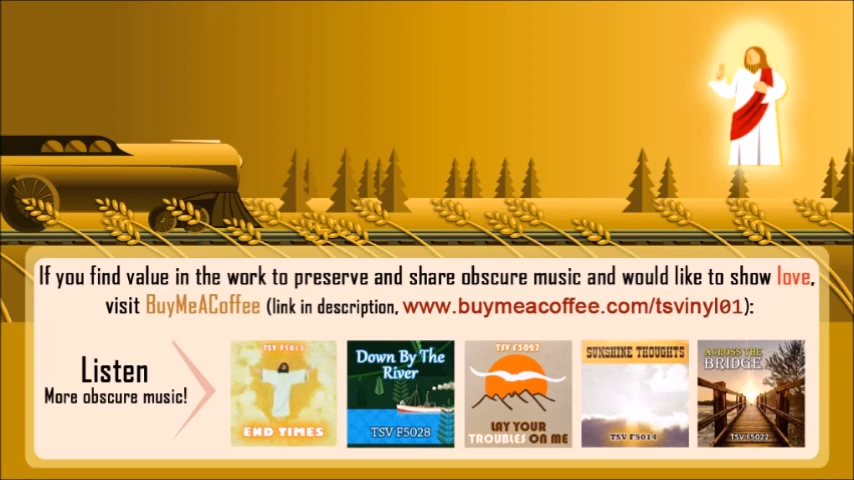 If you find value in the work to preserve and share obscure music and would like to show love,
visit BuyMeACoffee (link in description, www.buymeacoffee.com/tsvinyl01):
Listen
More obscure music!
TSV F5013
END TIMES
Down By The
River
TSV F5028
TSV F5027
LAY YOUR
TROUBLES ON ME
SUNSHINE THOUGHTS
TSV F5014
ACROSS THE
BRIDGE
TSV F5022